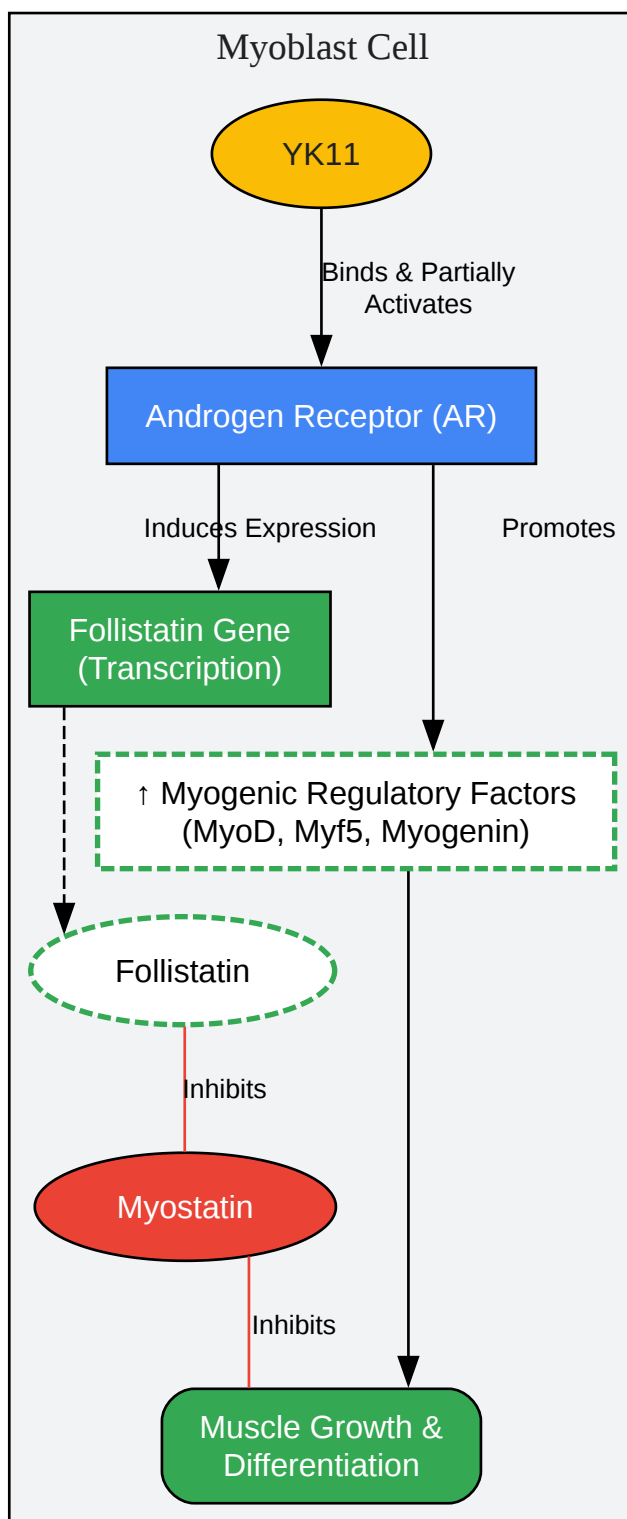 Myoblast Cell
YK11
Binds & Partially
Activates
Androgen Receptor (AR)
Induces Expression
Promotes
Follistatin Gene
(Transcription)
↑ Myogenic Regulatory Factors
(MyoD, Myf5, Myogenin)
Follistatin
Inhibits
Myostatin
Inhibits
Muscle Growth &
Differentiation